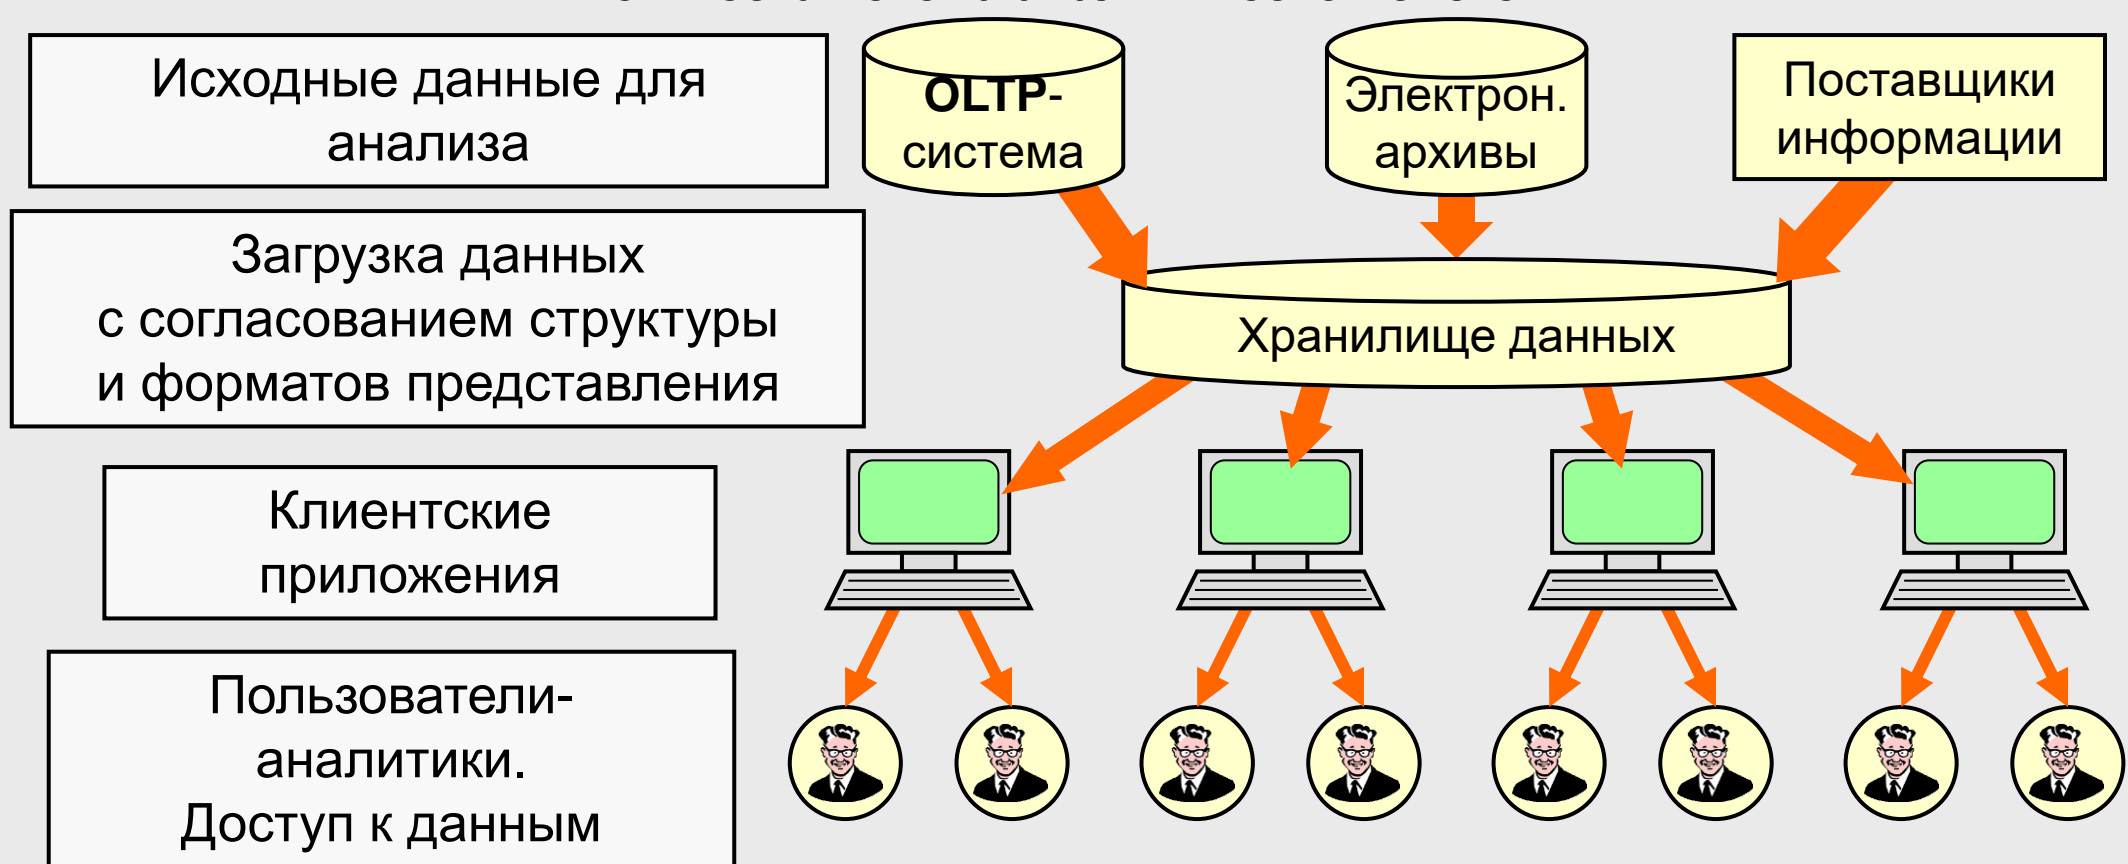 Исходные данные для
анализа
OLTP-
система
Электрон.
архивы
Поставщики
информации
Загрузка данных
с согласованием структуры
и форматов представления
Хранилище данных
Клиентские
приложения
Пользователи-
аналитики.
Доступ к данным